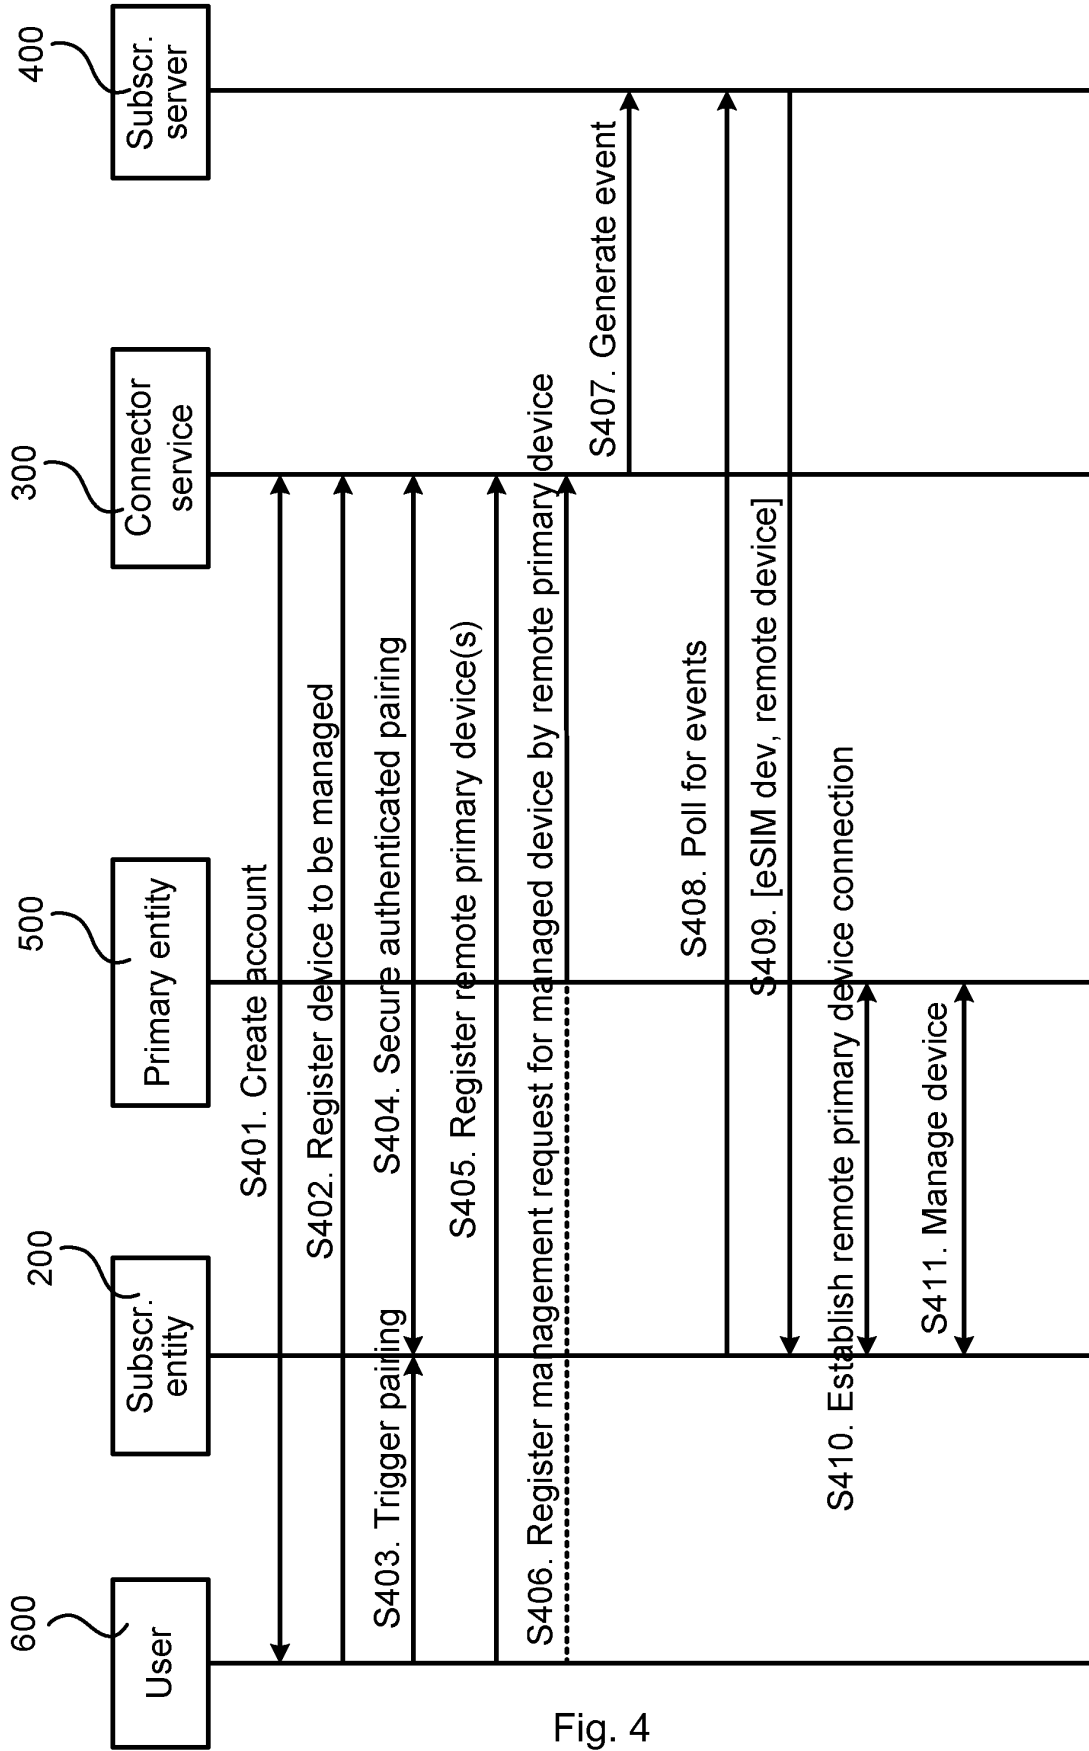 600
200
500
300
400
User
Subscr.
entity
Primary entity
Connector
service
Subscr.
server
S401. Create account
S402. Register device to be managed
S403. Trigger pairing
S404. Secure authenticated pairing
S405. Register remote primary device(s)
S406. Register management request for managed device by remote primary device
S407. Generate event
S408. Poll for events
S409. [eSIM dev, remote device]
S410. Establish remote primary device connection
S411. Manage device
Fig. 4